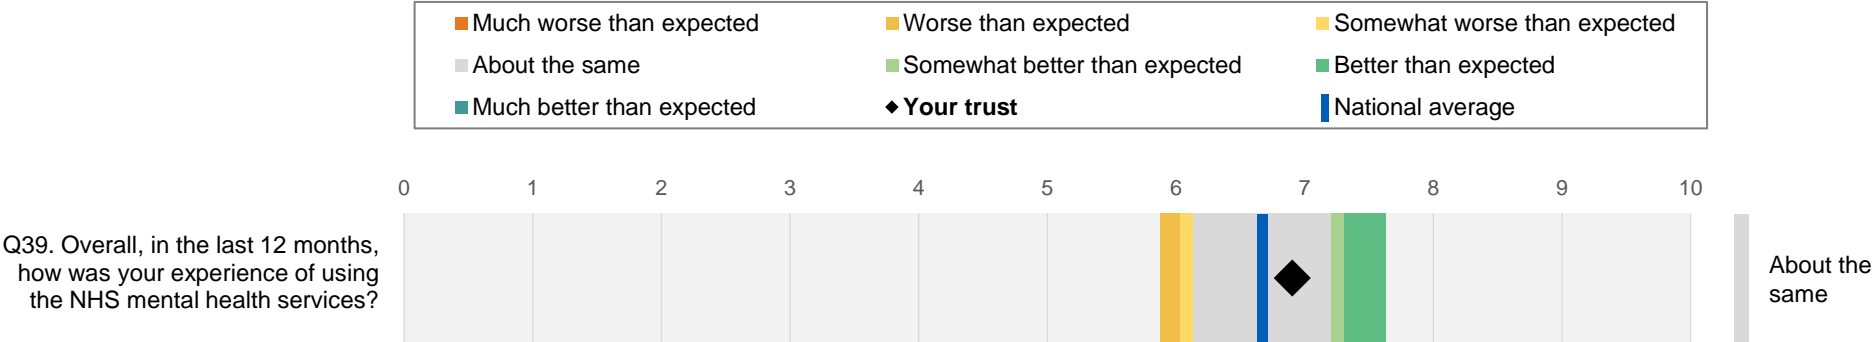 Much worse than expected
Worse than expected
Somewhat worse than expected
About the same
Somewhat better than expected
Better than expected
Much better than expected
Your trust
National average
0 1 2 3 4 5 6 7 8 9 10
Q39. Overall, in the last 12 months,
how was your experience of using
the NHS mental health services?
About the
same